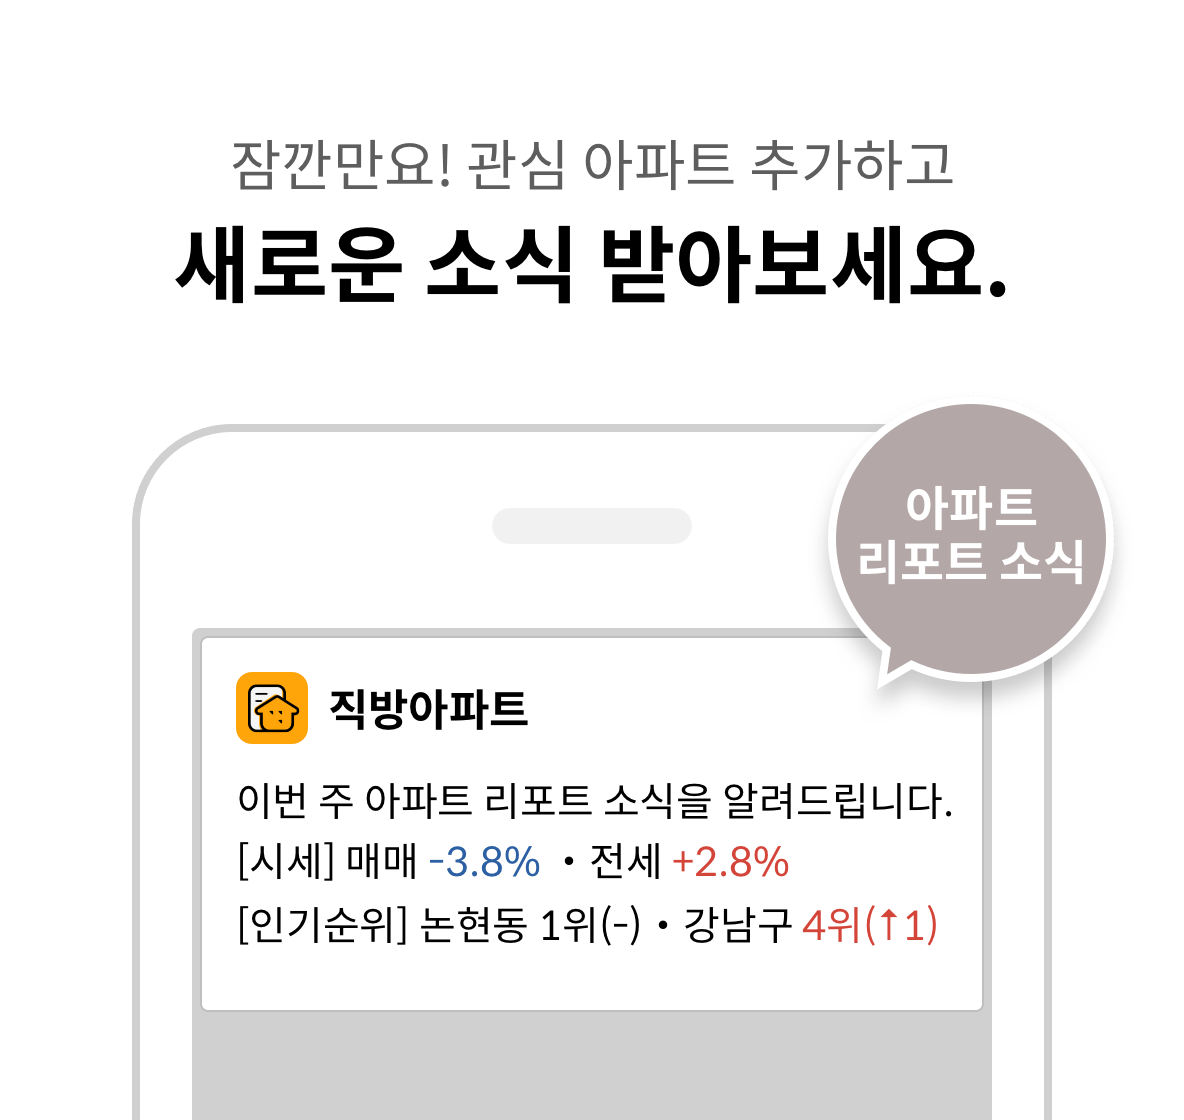 잠깐만요! 관심 아파트 추가하고
새로운 소식 받아보세요.
아파트
리포트 소식
직방아파트
이번 주 아파트 리포트 소식을 알려드립니다.
[시세] 매매 -3.8% • 전세 +2.8%
[인기순위] 논현동 1위(-) • 강남구 4위(↑1)